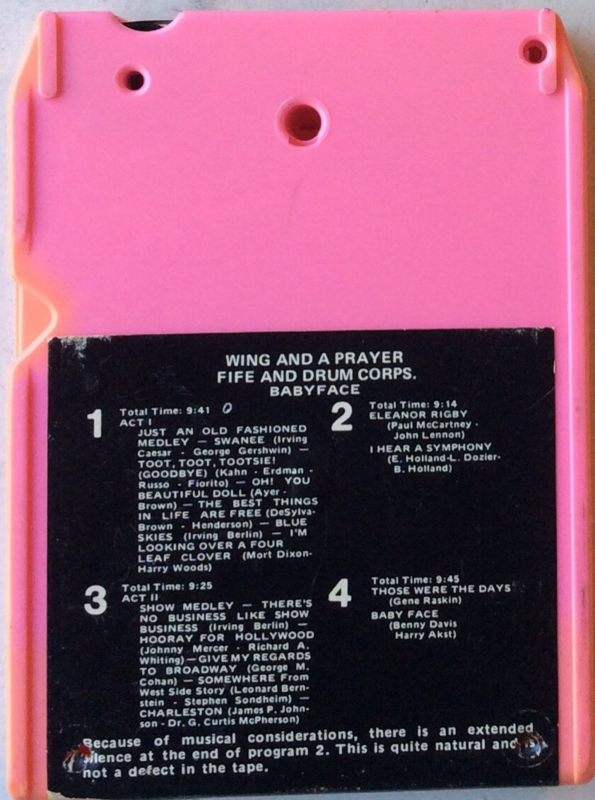 WING AND A PRAYER
FIFE AND DRUM CORPS.
BABYFACE
1
Total Time: 9:41
ACT I
JUST AN OLD FASHIONED
MEDLEY — SWANEE (Irving
Caesar - George Gershwin) —
TOOT, TOOT, TOOTSIE!
(GOODBYE) (Kahn - Erdman -
Russo - Fiorito) — OH! YOU
BEAUTIFUL DOLL (Ayer -
Brown) — THE BEST THINGS
IN LIFE ARE FREE (DeSylva-
Brown - Henderson) — BLUE
SKIES (Irving Berlin) — I'M
LOOKING OVER A FOUR
LEAF CLOVER (Mort Dixon-
Harry Woods)
2
Total Time: 9:14
ELEANOR RIGBY
(Paul McCartney -
John Lennon)
I HEAR A SYMPHONY
(E. Holland-L. Dozier-
B. Holland)
3
Total Time: 9:25
ACT II
SHOW MEDLEY — THERE'S
NO BUSINESS LIKE SHOW
BUSINESS (Irving Berlin) —
HOORAY FOR HOLLYWOOD
(Johnny Mercer - Richard A.
Whiting) — GIVE MY REGARDS
TO BROADWAY (George M.
Cohan) — SOMEWHERE From
West Side Story (Leonard Bern-
stein - Stephen Sondheim) —
CHARLESTON (James P. John-
son - Dr. G. Curtis McPherson)
4
Total Time: 9:45
THOSE WERE THE DAYS
(Gene Raskin)
BABY FACE
(Benny Davis
Harry Akst)
Because of musical considerations, there is an extended
silence at the end of program 2. This is quite natural and
not a defect in the tape.